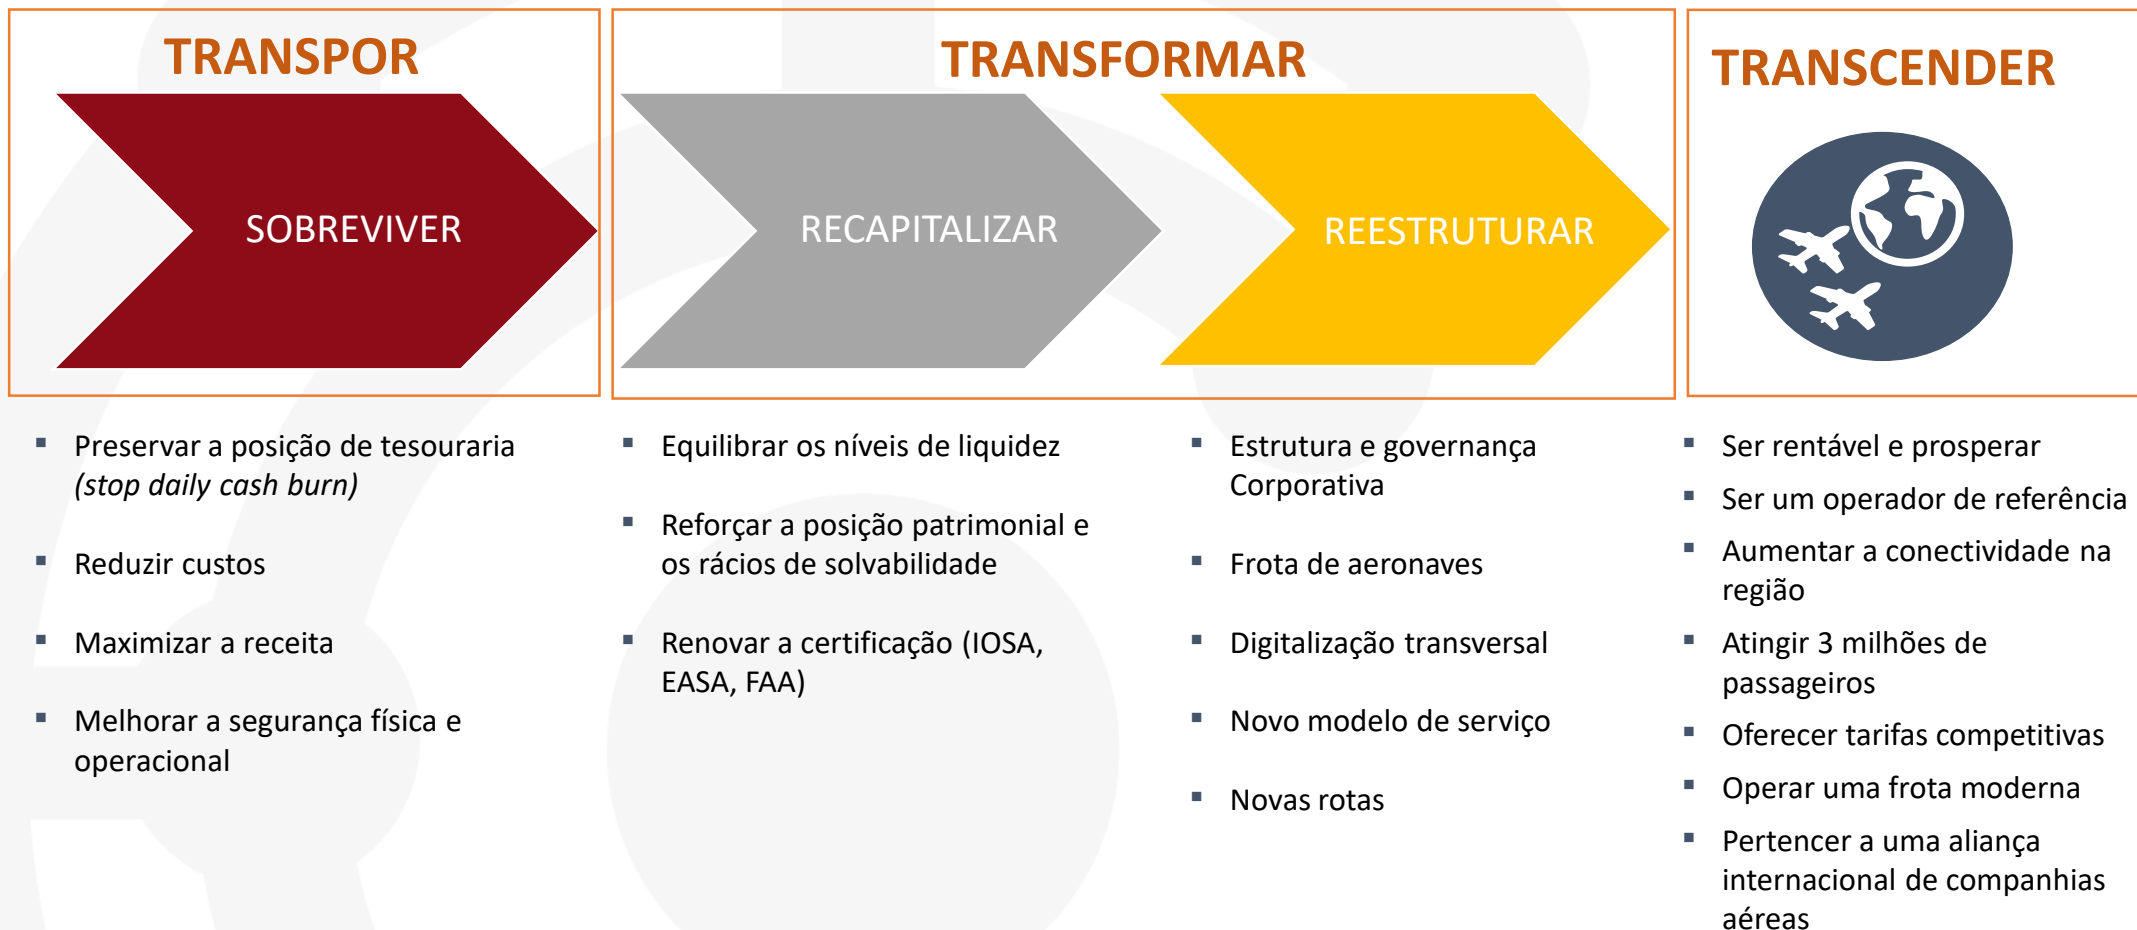 TRANSPOR
SOBREVIVER
▪ Preservar a posição de tesouraria
(stop daily cash burn)
▪ Reduzir custos
▪ Maximizar a receita
▪ Melhorar a segurança física e
operacional
TRANSFORMAR
RECAPITALIZAR
▪ Equilibrar os níveis de liquidez
▪ Reforçar a posição patrimonial e
os rácios de solvabilidade
▪ Renovar a certificação (IOSA,
EASA, FAA)
REESTRUTURAR
▪ Estrutura e governança
Corporativa
▪ Frota de aeronaves
▪ Digitalização transversal
▪ Novo modelo de serviço
▪ Novas rotas
TRANSCENDER
▪ Ser rentável e prosperar
▪ Ser um operador de referência
▪ Aumentar a conectividade na
região
▪ Atingir 3 milhões de
passageiros
▪ Oferecer tarifas competitivas
▪ Operar uma frota moderna
▪ Pertencer a uma aliança
internacional de companhias
aéreas